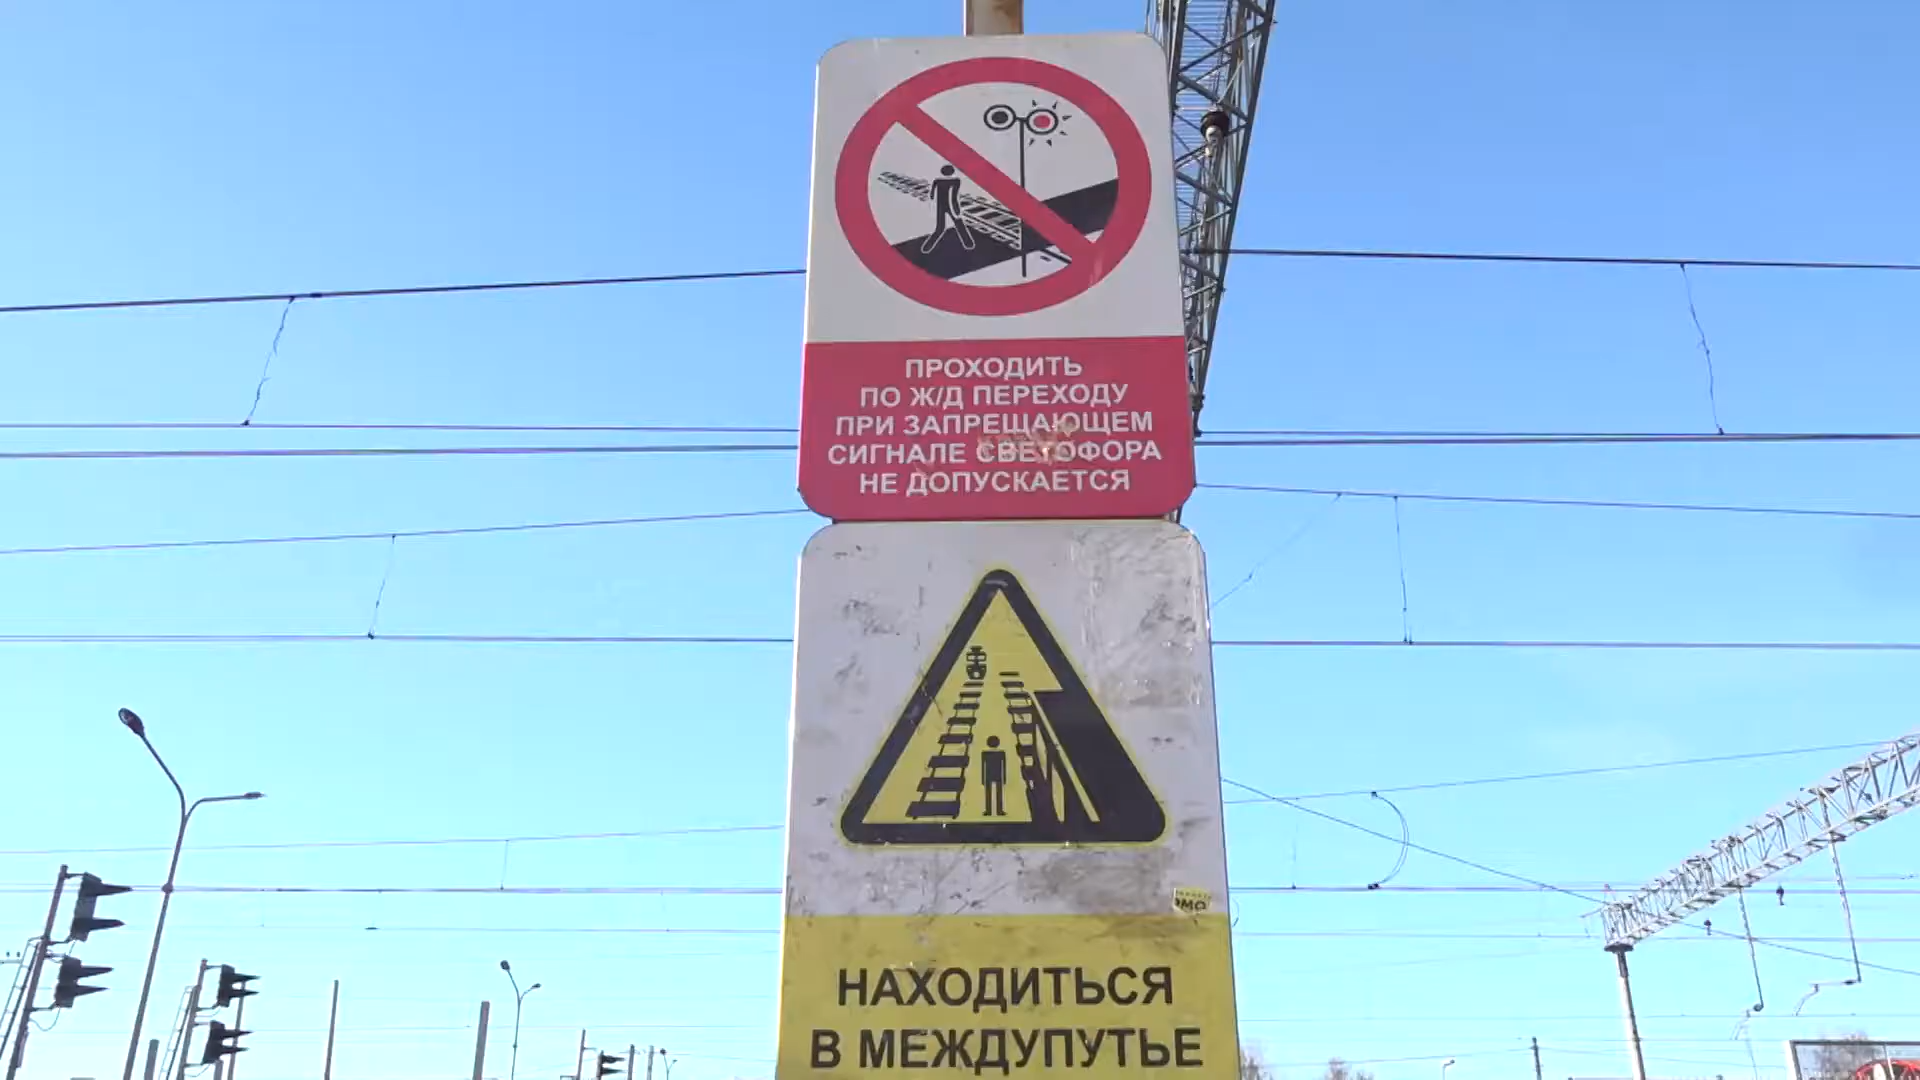 ПРОХОДИТЬ
ПО Ж/Д ПЕРЕХОДУ
ПРИ ЗАПРЕЩАЮЩЕМ
СИГНАЛЕ СВЕТОФОРА
НЕ ДОПУСКАЕТСЯ
НАХОДИТЬСЯ
В МЕЖДУПУТЬЕ